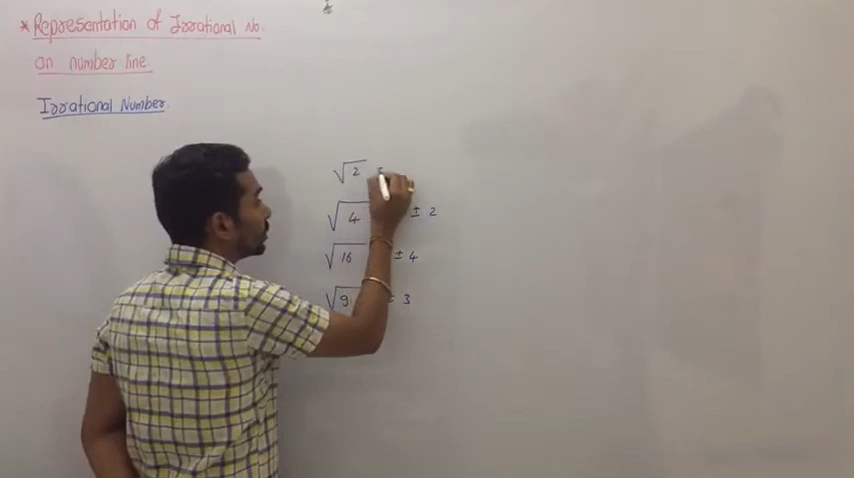 * Representation of Irrational No.
on number line.
Irrational Number.
√2
√4 ± 2
√16 ± 4
√9 3